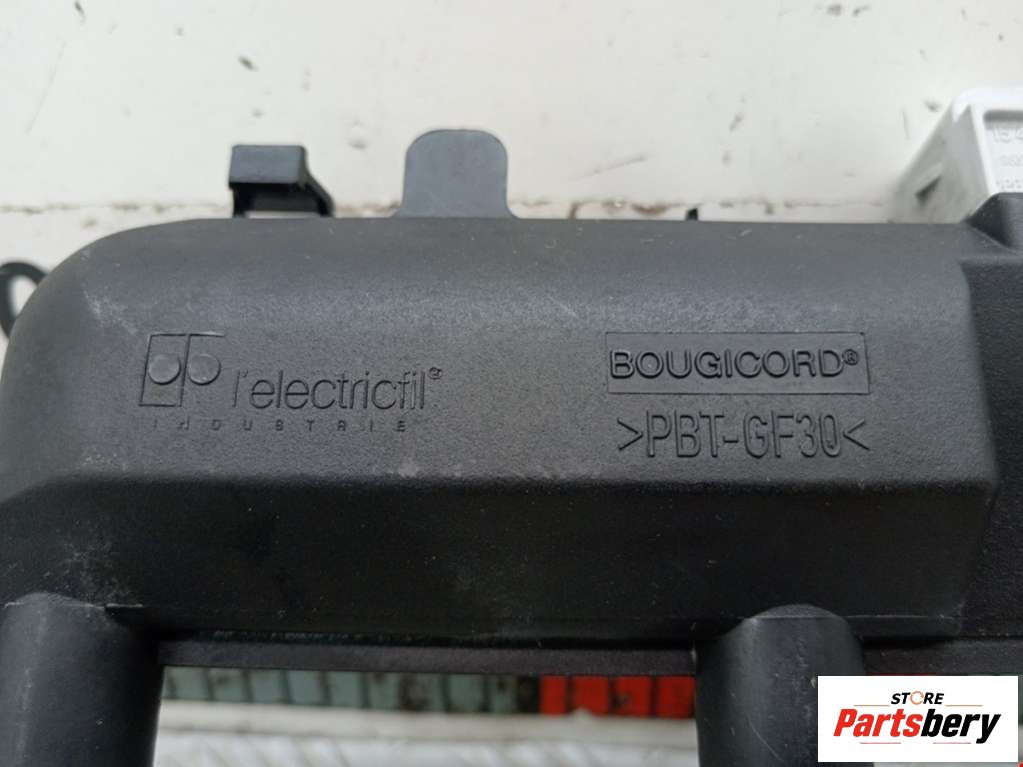 l'electricfil®
INDUSTRIE
BOUGICORD®
>PBT-GF30<
STORE
Partsbery